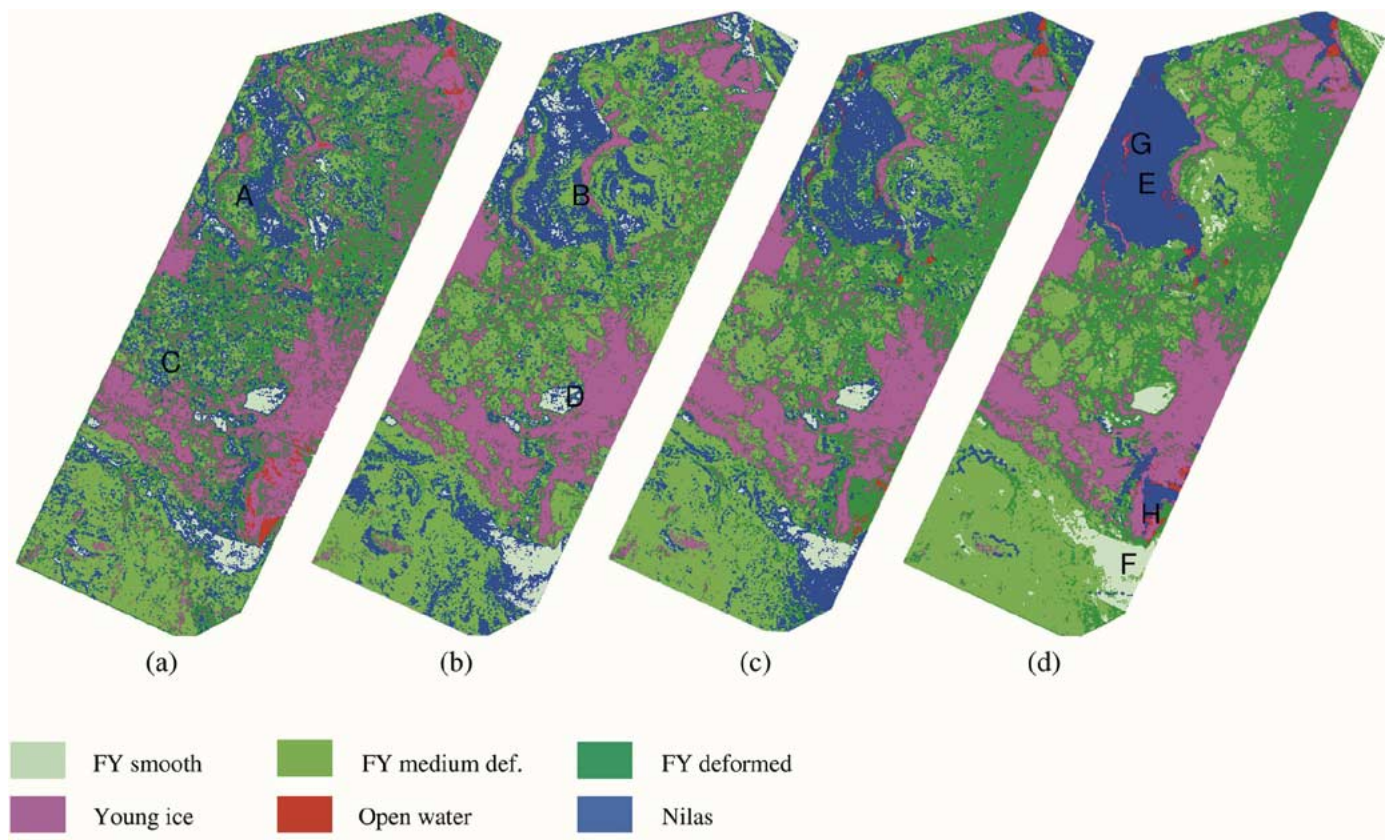 G
A B E
C
D
H
F
(a) (b) (c) (d)
FY smooth FY medium def. FY deformed
Young ice Open water Nilas